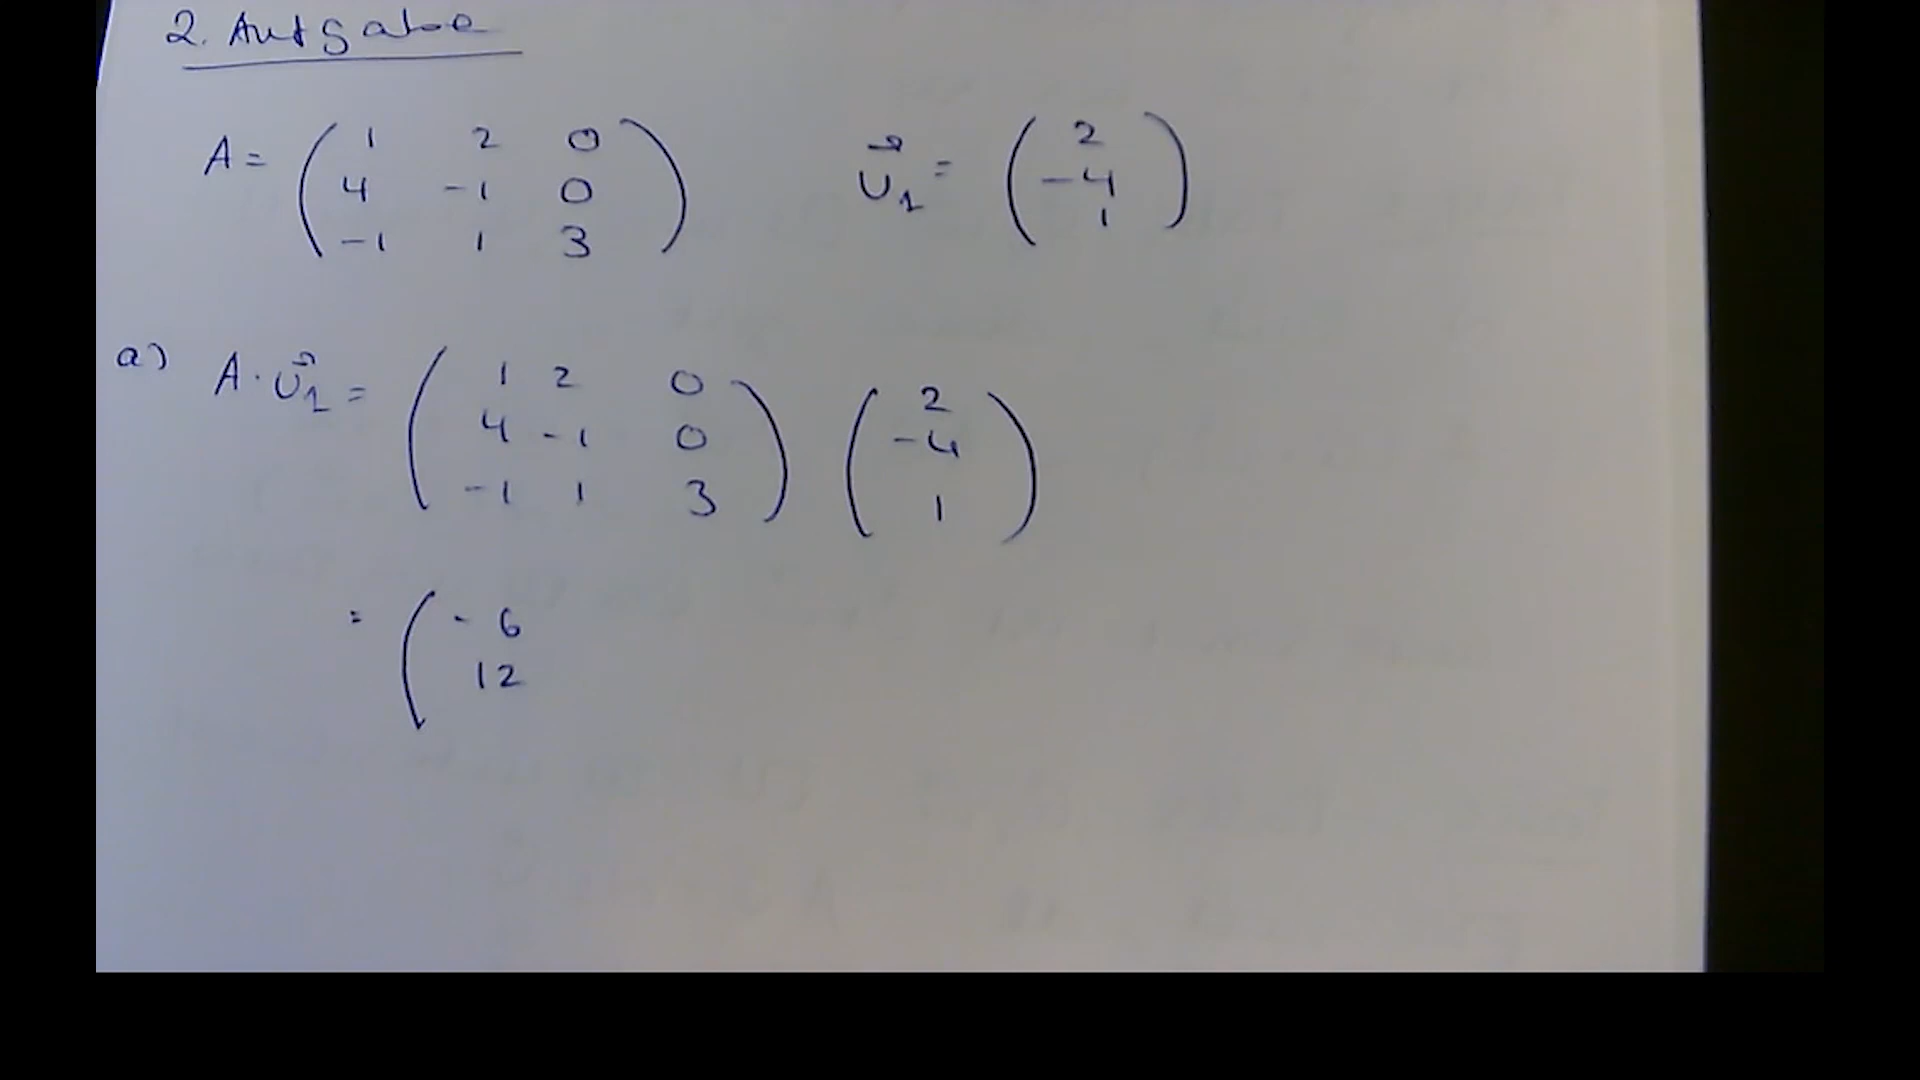 2. Aufgabe
A = ( 1 2 0 ) v⃗₁ = ( 2 )
( 4 -1 0 ) ( -4 )
( -1 1 3 ) ( 1 )
a) A · v⃗₁ = ( 1 2 0 ) ( 2 )
( 4 -1 0 ) ( -4 )
( -1 1 3 ) ( 1 )
= ( -6
12